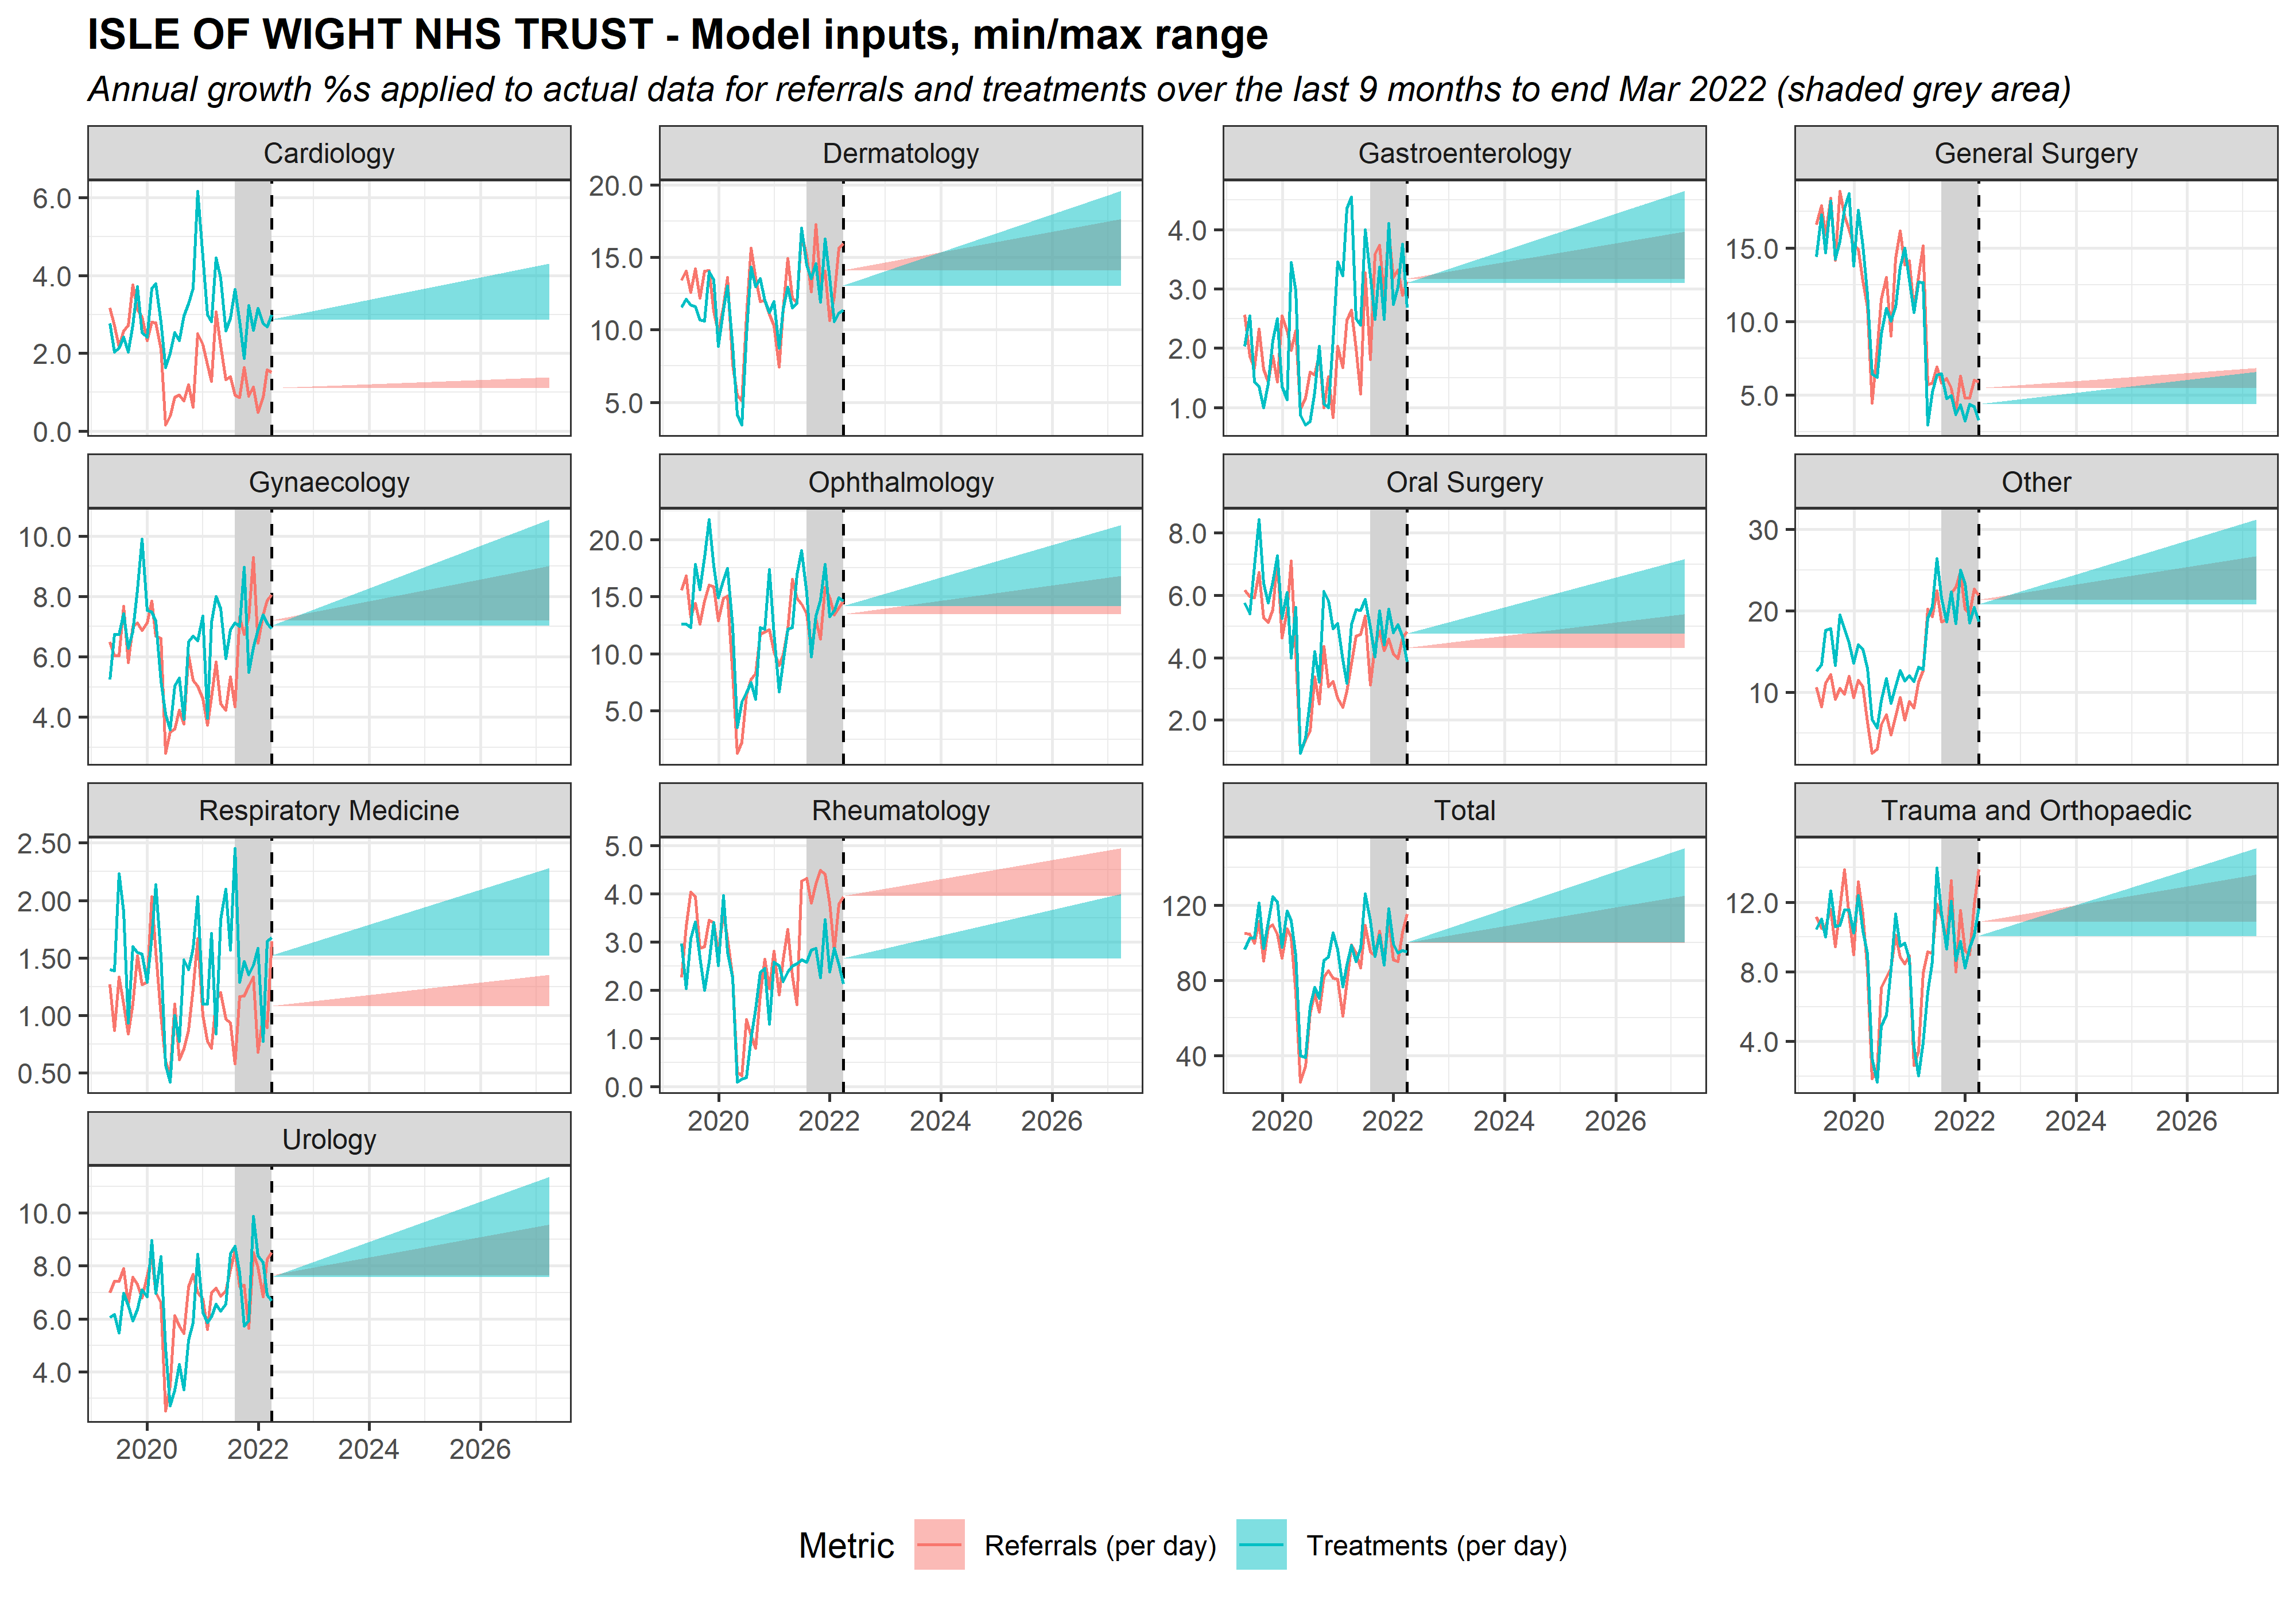 ISLE OF WIGHT NHS TRUST - Model inputs, min/max range
Annual growth %s applied to actual data for referrals and treatments over the last 9 months to end Mar 2022 (shaded grey area)
Cardiology
6.0
4.0
2.0
0.0
Dermatology
20.0
15.0
10.0
5.0
Gastroenterology
4.0
3.0
2.0
1.0
General Surgery
15.0
10.0
5.0
Gynaecology
10.0
8.0
6.0
4.0
Ophthalmology
20.0
15.0
10.0
5.0
Oral Surgery
8.0
6.0
4.0
2.0
Other
30
20
10
Respiratory Medicine
2.50
2.00
1.50
1.00
0.50
Rheumatology
5.0
4.0
3.0
2.0
1.0
0.0
2020 2022 2024 2026
Total
120
80
40
2020 2022 2024 2026
Trauma and Orthopaedic
12.0
8.0
4.0
2020 2022 2024 2026
Urology
10.0
8.0
6.0
4.0
2020 2022 2024 2026
Metric Referrals (per day) Treatments (per day)